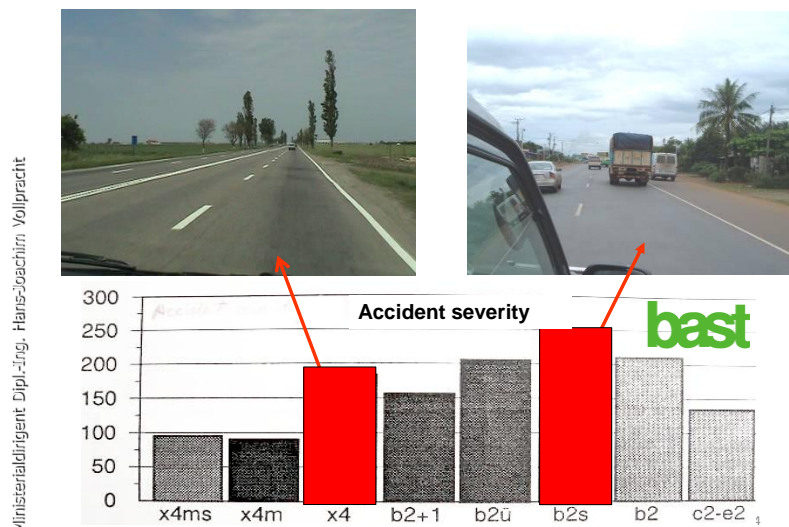 Ministerialdirigent Dipl.-Ing. Hans-Joachim Vollpracht
Accident severity
bast
300
250
200
150
100
50
0
x4ms x4m x4 b2+1 b2ü b2s b2 c2-e2
4